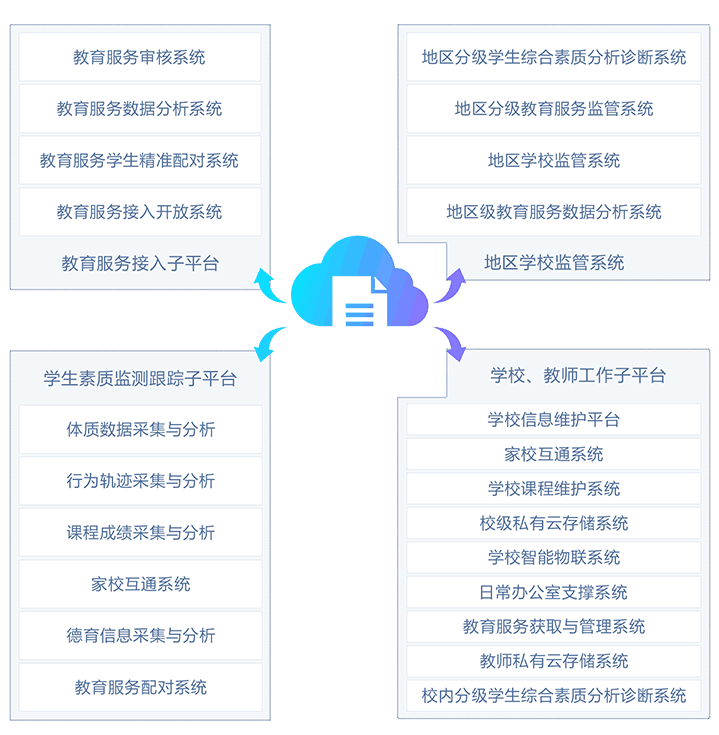 教育服务审核系统
教育服务数据分析系统
教育服务学生精准配对系统
教育服务接入开放系统
教育服务接入子平台
地区分级学生综合素质分析诊断系统
地区分级教育服务监管系统
地区学校监管系统
地区级教育服务数据分析系统
地区学校监管系统
学生素质监测跟踪子平台
体质数据采集与分析
行为轨迹采集与分析
课程成绩采集与分析
家校互通系统
德育信息采集与分析
教育服务配对系统
学校、教师工作子平台
学校信息维护平台
家校互通系统
学校课程维护系统
校级私有云存储系统
学校智能物联系统
日常办公室支撑系统
教育服务获取与管理系统
教师私有云存储系统
校内分级学生综合素质分析诊断系统